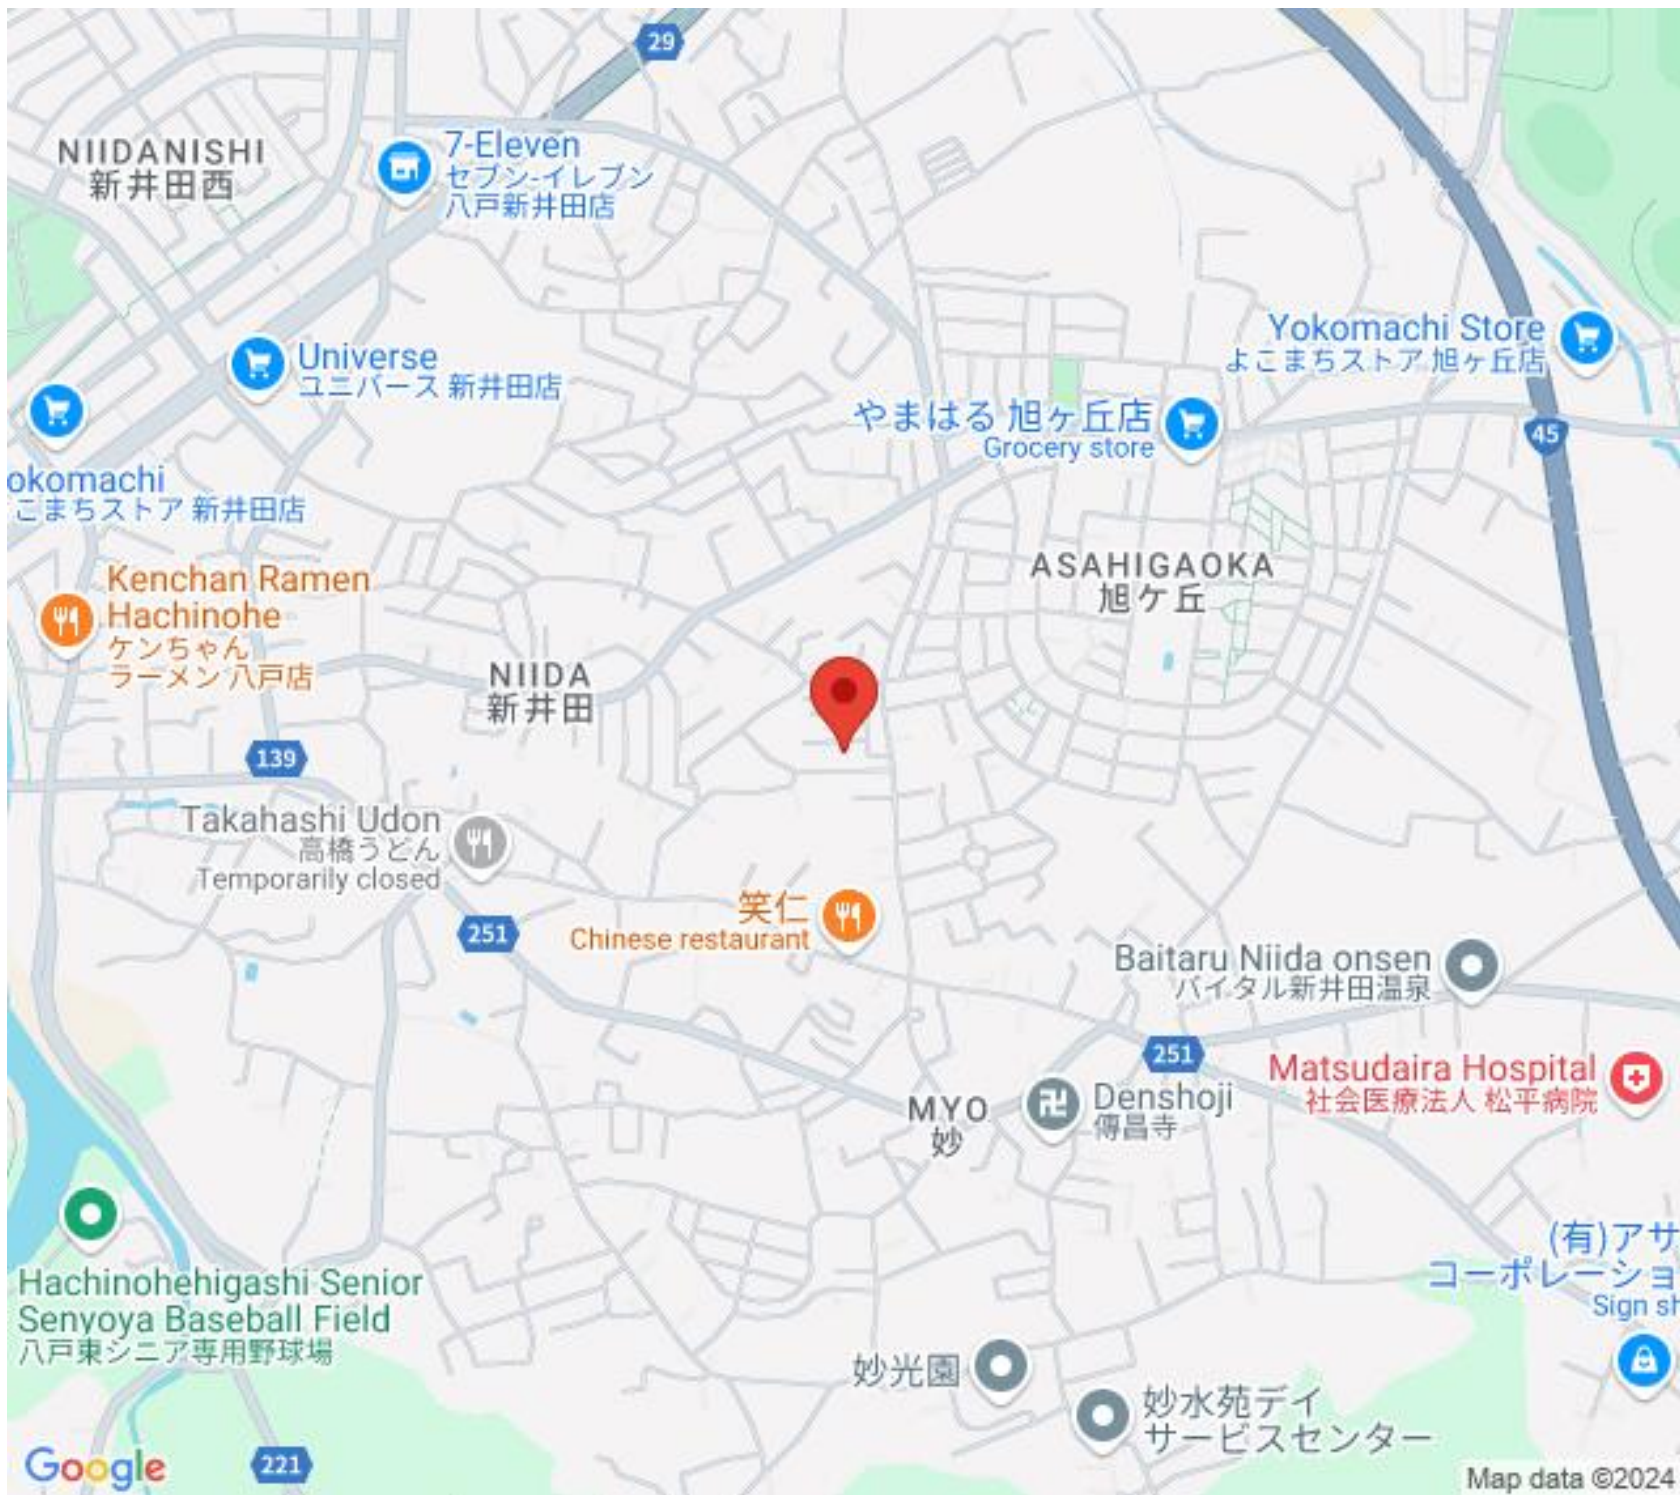 29
NIIDANISHI
新井田西
7-Eleven
セブン-イレブン
八戸新井田店
Universe
ユニバース 新井田店
Yokomachi Store
よこまちストア 旭ヶ丘店
やまはる 旭ヶ丘店
Grocery store
45
okomachi
こまちストア 新井田店
Kenchan Ramen
Hachinohe
ケンちゃん
ラーメン 八戸店
ASAHIGAOKA
旭ケ丘
NIIDA
新井田
139
Takahashi Udon
高橋うどん
Temporarily closed
251
笑仁
Chinese restaurant
Baitaru Niida onsen
バイタル新井田温泉
251
Matsudaira Hospital
社会医療法人 松平病院
MYO
妙
Denshoji
傳昌寺
Hachinohehigashi Senior
Senyoya Baseball Field
八戸東シニア専用野球場
(有)アサ
コーポレーショ
Sign sh
妙光園
妙水苑デイ
サービスセンター
221
Google
Map data ©2024